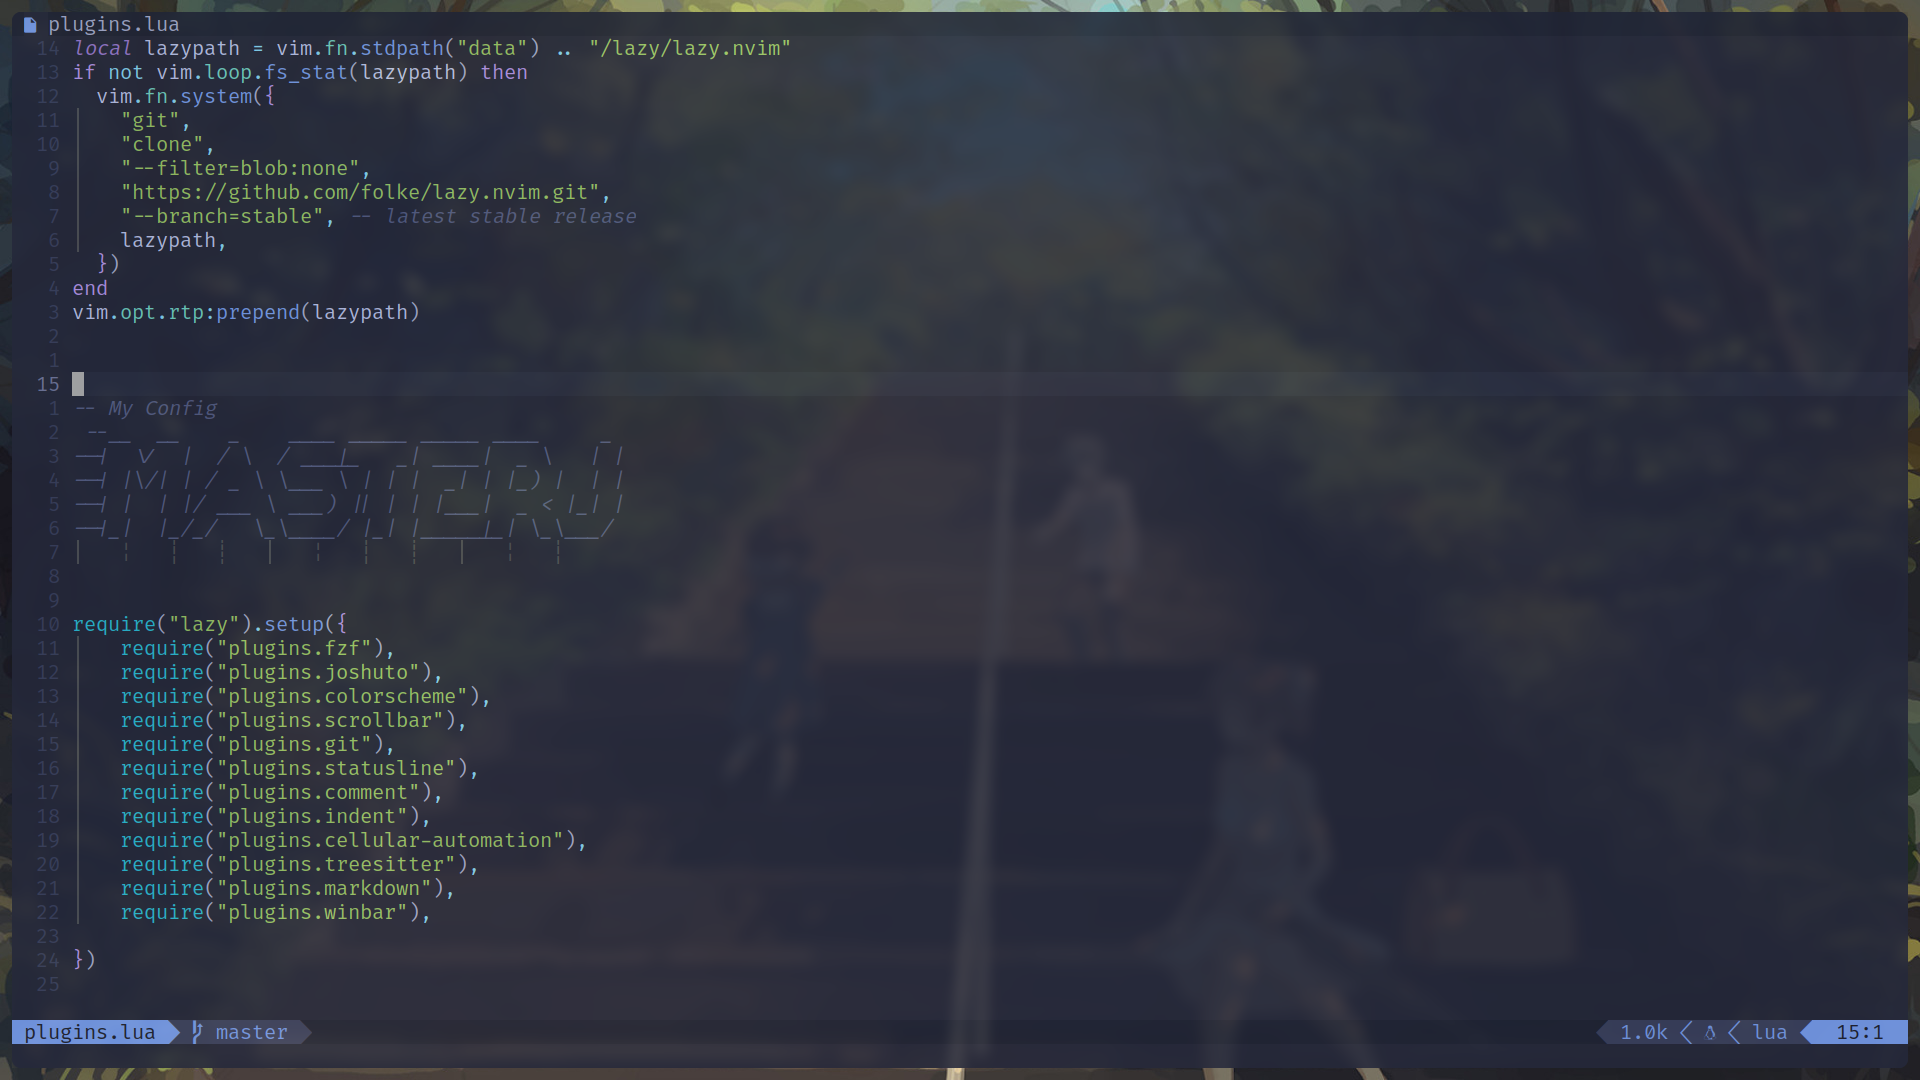 plugins.lua
14 local lazypath = vim.fn.stdpath("data") .. "/lazy/lazy.nvim"
13 if not vim.loop.fs_stat(lazypath) then
12   vim.fn.system({
11     "git",
10     "clone",
9     "--filter=blob:none",
8     "https://github.com/folke/lazy.nvim.git",
7     "--branch=stable", -- latest stable release
6     lazypath,
5   })
4 end
3 vim.opt.rtp:prepend(lazypath)
2
1
15
1 -- My Config
2
3
4
5
6
7
8
9
10 require("lazy").setup({
11     require("plugins.fzf"),
12     require("plugins.joshuto"),
13     require("plugins.colorscheme"),
14     require("plugins.scrollbar"),
15     require("plugins.git"),
16     require("plugins.statusline"),
17     require("plugins.comment"),
18     require("plugins.indent"),
19     require("plugins.cellular-automation"),
20     require("plugins.treesitter"),
21     require("plugins.markdown"),
22     require("plugins.winbar"),
23
24 })
25
plugins.lua master 1.0k lua 15:1